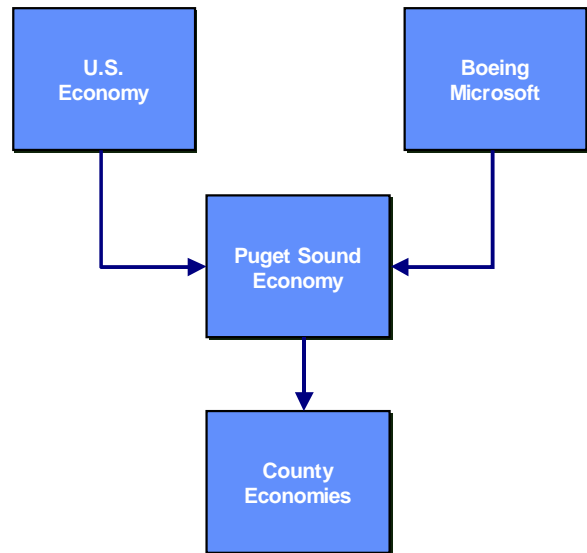 U.S.
Economy
Boeing
Microsoft
Puget Sound
Economy
County
Economies